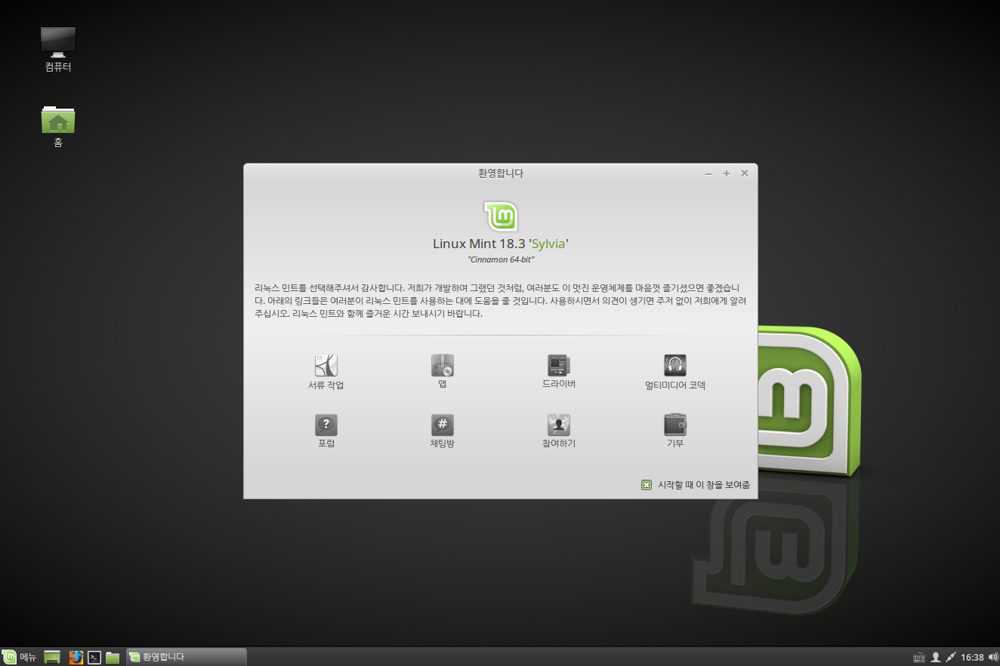 컴퓨터
홈
환영합니다
Linux Mint 18.3 'Sylvia'
"Cinnamon 64-bit"
리눅스 민트를 선택해주셔서 감사합니다. 저희가 개발하며 그랬던 것처럼, 여러분도 이 멋진 운영체제를 마음껏 즐기셨으면 좋겠습니
다. 아래의 링크들은 여러분이 리눅스 민트를 사용하는 대에 도움을 줄 것입니다. 사용하시면서 의견이 생기면 주저 없이 저희에게 알려
주십시오. 리눅스 민트와 함께 즐거운 시간 보내시기 바랍니다.
서류 작업 앱 드라이버 멀티미디어 코덱
포럼 채팅방 참여하기 기부
시작할 때 이 창을 보여줌
메뉴 환영합니다 16:38